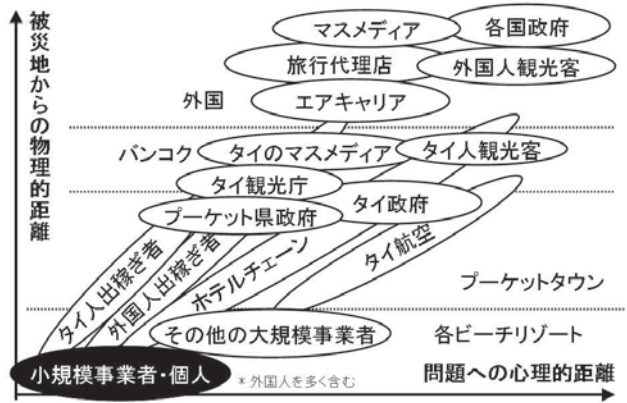 被災地からの物理的距離
マスメディア
各国政府
旅行代理店
外国人観光客
外国
エアキャリア
バンコク
タイのマスメディア
タイ人観光客
タイ観光庁
タイ政府
プーケット県政府
タイ人出稼ぎ者
外国人出稼ぎ者
ホテルチェーン
タイ航空
プーケットタウン
その他の大規模事業者
各ビーチリゾート
小規模事業者・個人
* 外国人を多く含む
問題への心理的距離